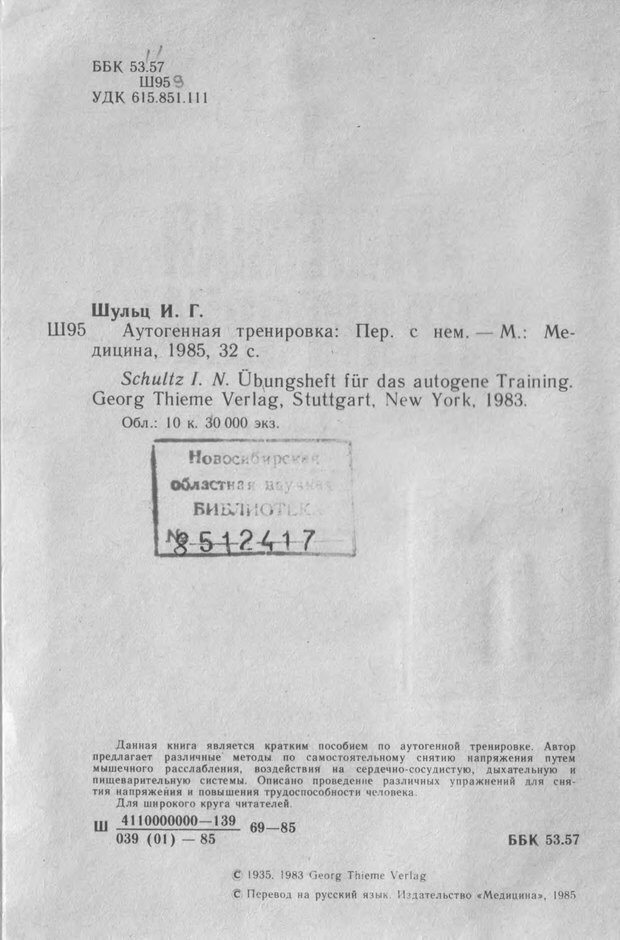 ББК 53.57
Ш959
УДК 615.851.111
Шульц И. Г.
Ш95 Аутогенная тренировка: Пер. с нем. — М.: Ме-
дицина, 1985, 32 с.
Schultz I. N. Übungsheft für das autogene Training.
Georg Thieme Verlag, Stuttgart, New York, 1983.
Обл.: 10 к. 30 000 экз.
Новосибирская
областная научная
БИБЛИОТЕК
№ 8-512417
Данная книга является кратким пособием по аутогенной тренировке. Автор
предлагает различные методы по самостоятельному снятию напряжения путем
мышечного расслабления, воздействия на сердечно-сосудистую, дыхательную и
пищеварительную системы. Описано проведение различных упражнений для сня-
тия напряжения и повышения трудоспособности человека.
Для широкого круга читателей.
Ш 4110000000—139
039 (01) — 85 69—85
ББК 53.57
© 1935, 1983 Georg Thieme Verlag
© Перевод на русский язык. Издательство «Медицина», 1985